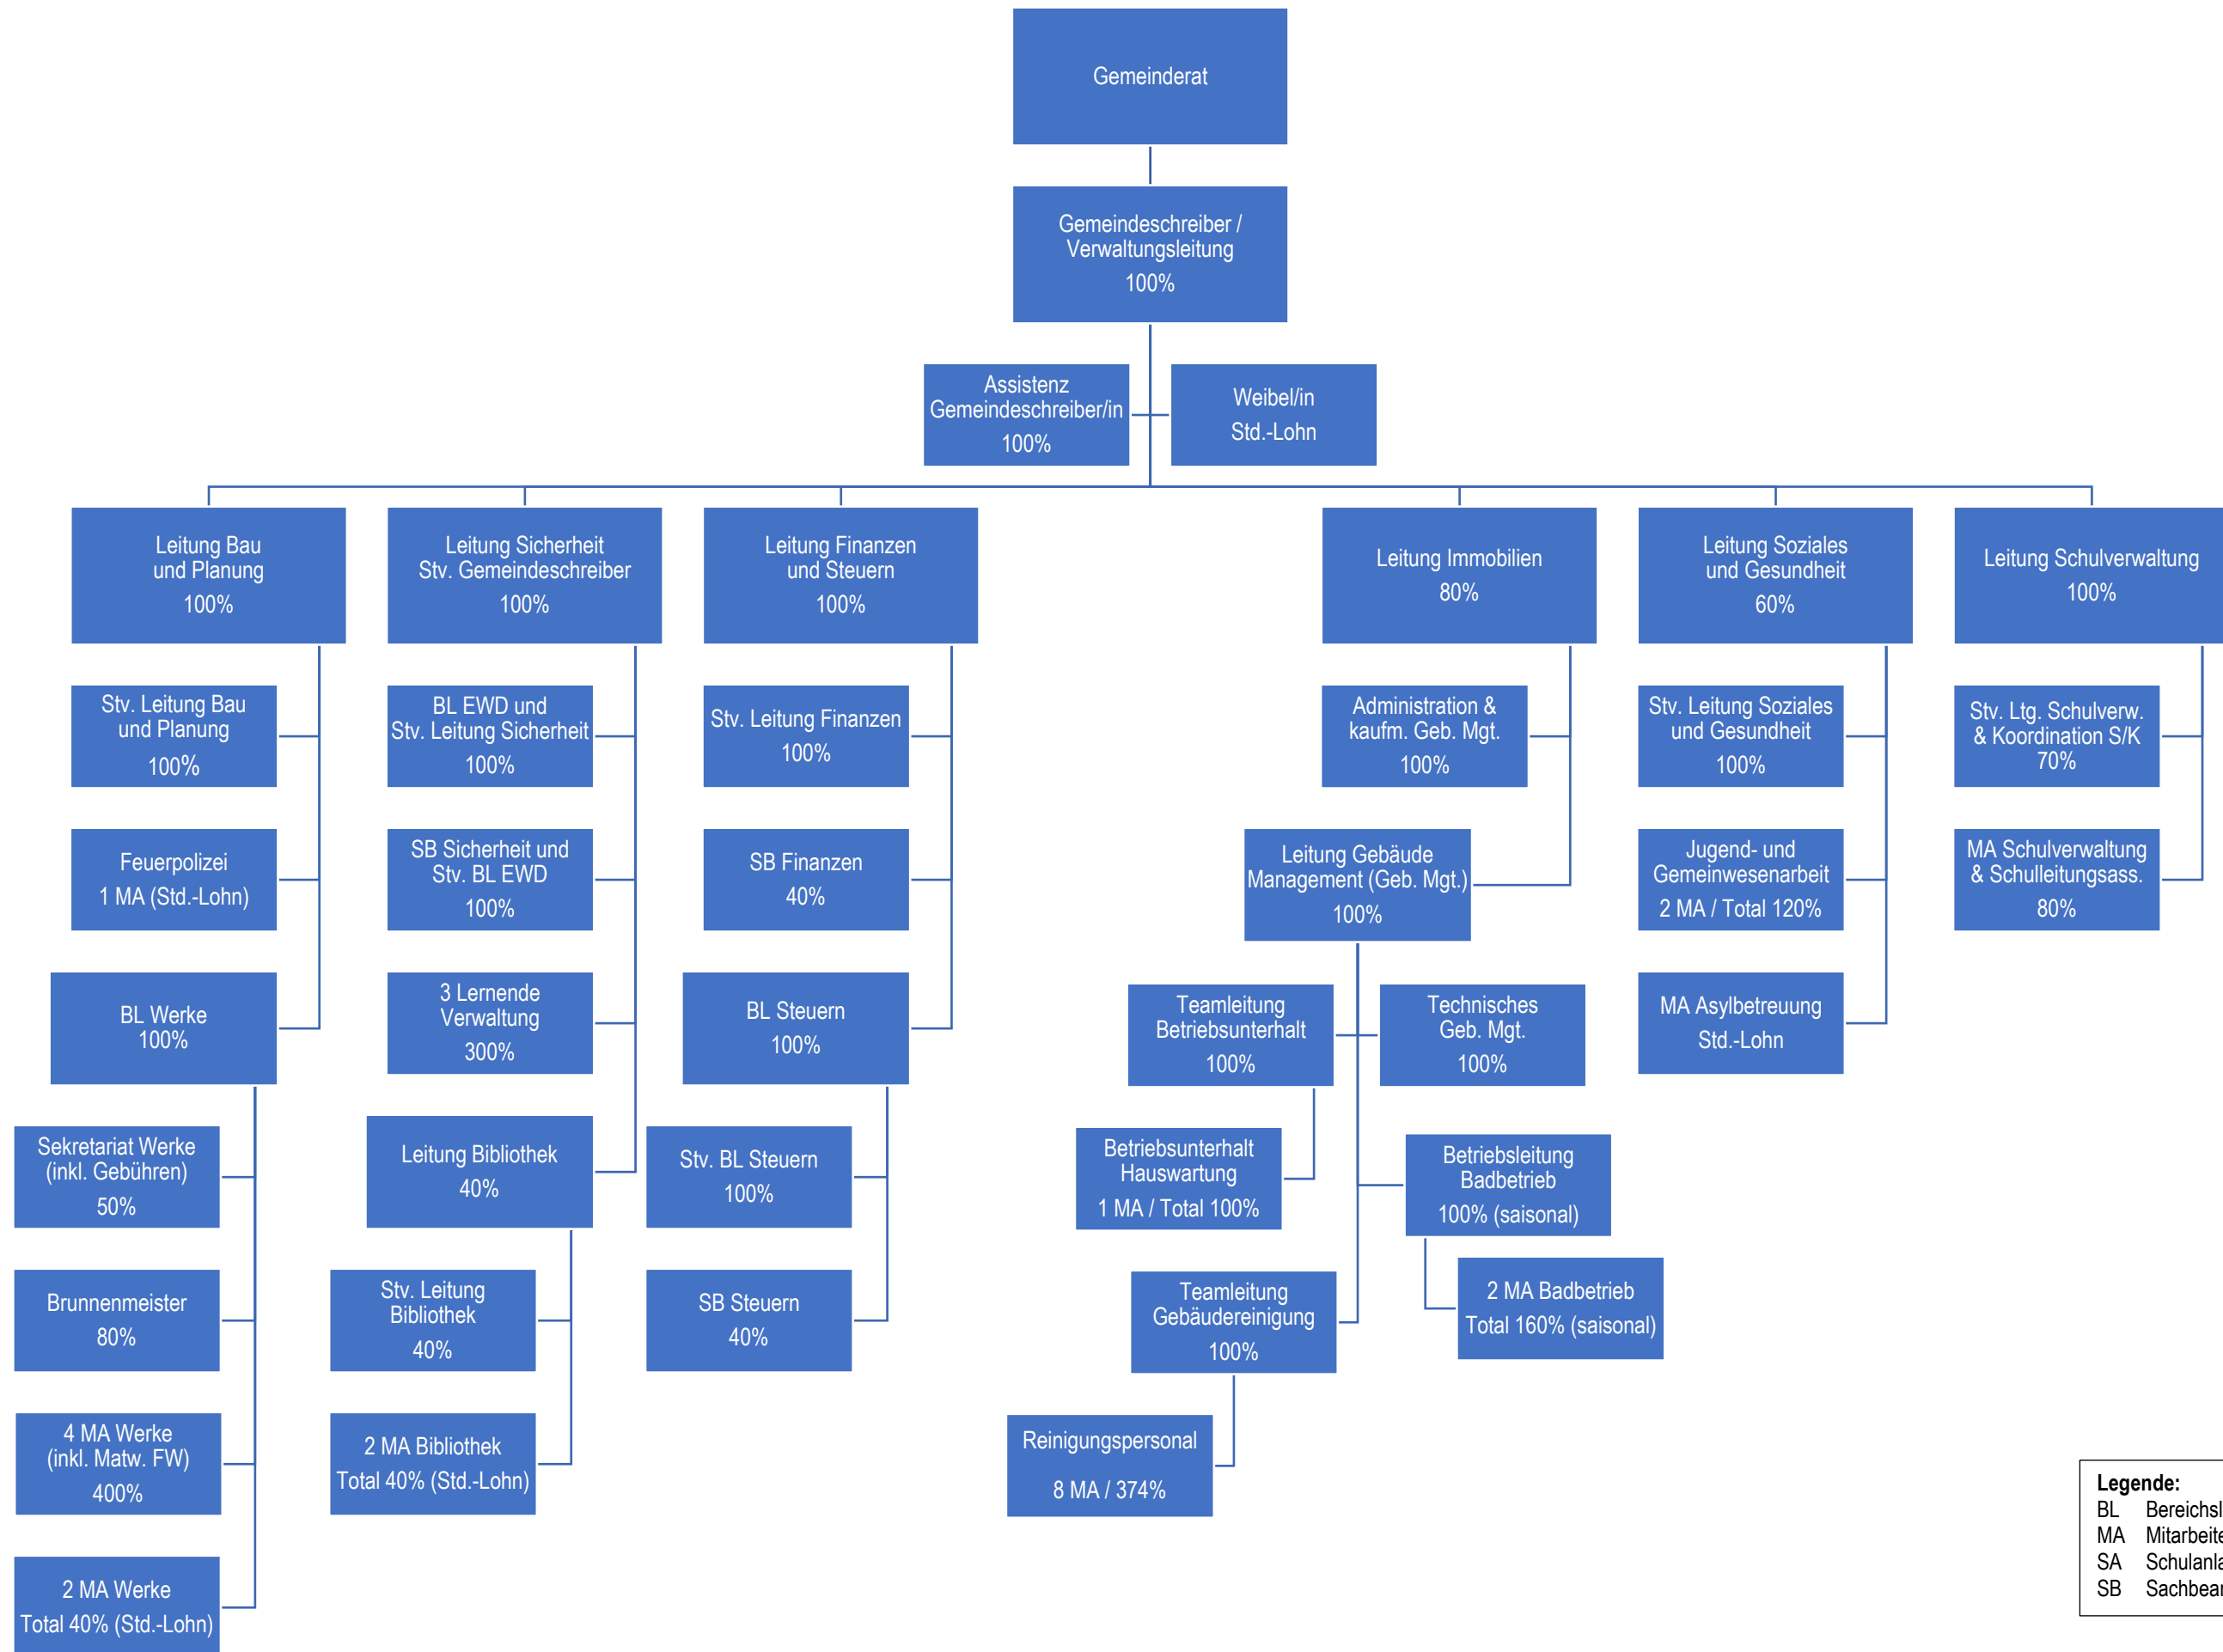 Gemeinderat
Gemeindeschreiber /
Verwaltungsleitung
100%
Assistenz
Gemeindeschreiber/in
100%
Weibel/in
Std.-Lohn
Leitung Bau
und Planung
100%
Leitung Sicherheit
Stv. Gemeindeschreiber
100%
Leitung Finanzen
und Steuern
100%
Leitung Immobilien
80%
Leitung Soziales
und Gesundheit
60%
Leitung Schulverwaltung
100%
Stv. Leitung Bau
und Planung
100%
Feuerpolizei
1 MA (Std.-Lohn)
BL Werke
100%
Sekretariat Werke
(inkl. Gebühren)
50%
Brunnenmeister
80%
4 MA Werke
(inkl. Matw. FW)
400%
2 MA Werke
Total 40% (Std.-Lohn)
BL EWD und
Stv. Leitung Sicherheit
100%
SB Sicherheit und
Stv. BL EWD
100%
3 Lernende
Verwaltung
300%
Leitung Bibliothek
40%
Stv. Leitung
Bibliothek
40%
2 MA Bibliothek
Total 40% (Std.-Lohn)
Stv. Leitung Finanzen
100%
SB Finanzen
40%
BL Steuern
100%
Stv. BL Steuern
100%
SB Steuern
40%
Administration &
kaufm. Geb. Mgt.
100%
Leitung Gebäude
Management (Geb. Mgt.)
100%
Teamleitung
Betriebsunterhalt
100%
Technisches
Geb. Mgt.
100%
Betriebsunterhalt
Hauswartung
1 MA / Total 100%
Betriebsleitung
Badbetrieb
100% (saisonal)
2 MA Badbetrieb
Total 160% (saisonal)
Teamleitung
Gebäudereinigung
100%
Reinigungspersonal
8 MA / 374%
Stv. Leitung Soziales
und Gesundheit
100%
Jugend- und
Gemeinwesenarbeit
2 MA / Total 120%
MA Asylbetreuung
Std.-Lohn
Stv. Ltg. Schulverw.
& Koordination S/K
70%
MA Schulverwaltung
& Schulleitungsass.
80%
Legende:
BL
MA
SA
SB